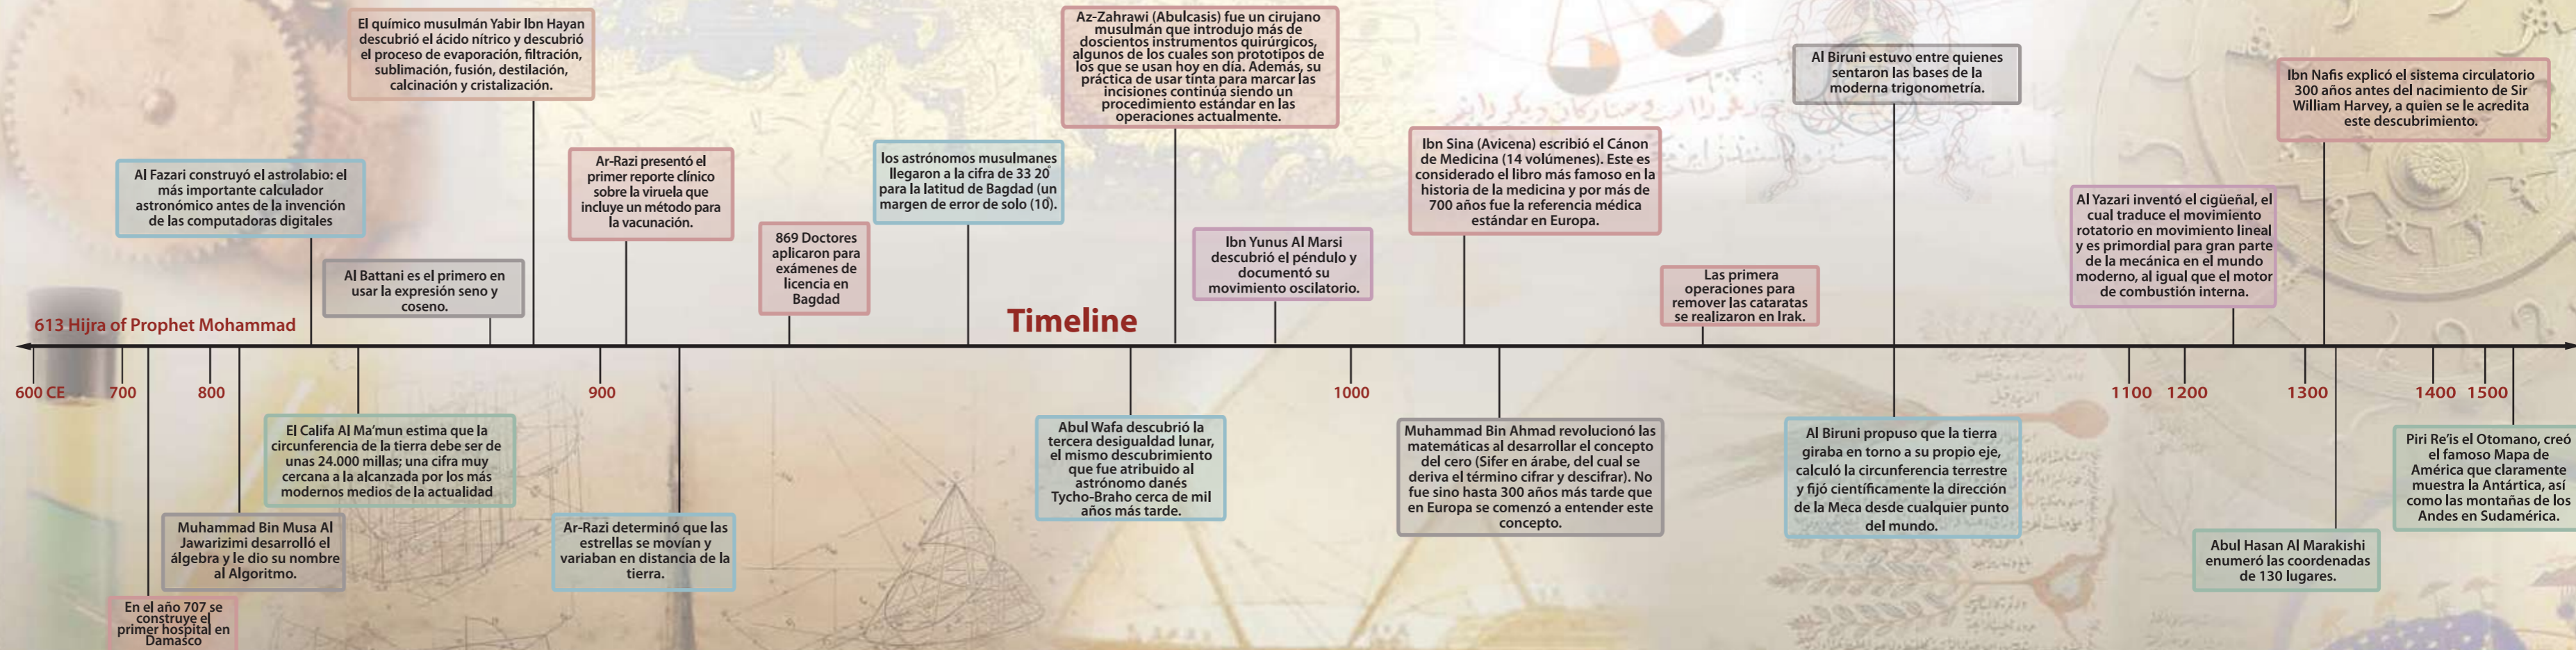 El químico musulmán Yabir Ibn Hayan
descubrió el ácido nítrico y descubrió
el proceso de evaporación, filtración,
sublimación, fusión, destilación,
calcinación y cristalización.
Az-Zahrawi (Abulcasis) fue un cirujano
musulmán que introdujo más de
doscientos instrumentos quirúrgicos,
algunos de los cuales son prototipos de
los que se usan hoy en día. Además, su
práctica de usar tinta para marcar las
incisiones continúa siendo un
procedimiento estándar en las
operaciones actualmente.
Al Biruni estuvo entre quienes
sentaron las bases de la
moderna trigonometría.
Ibn Nafis explicó el sistema circulatorio
300 años antes del nacimiento de Sir
William Harvey, a quien se le acredita
este descubrimiento.
Al Fazari construyó el astrolabio: el
más importante calculador
astronómico antes de la invención
de las computadoras digitales
Ar-Razi presentó el
primer reporte clínico
sobre la viruela que
incluye un método para
la vacunación.
los astrónomos musulmanes
llegaron a la cifra de 33 20
para la latitud de Bagdad (un
margen de error de solo (10).
Ibn Sina (Avicena) escribió el Cánon
de Medicina (14 volúmenes). Este es
considerado el libro más famoso en la
historia de la medicina y por más de
700 años fue la referencia médica
estándar en Europa.
Al Yazari inventó el cigüeñal, el
cual traduce el movimiento
rotatorio en movimiento lineal
y es primordial para gran parte
de la mecánica en el mundo
moderno, al igual que el motor
de combustión interna.
Al Battani es el primero en
usar la expresión seno y
coseno.
869 Doctores
aplicaron para
exámenes de
licencia en
Bagdad
Ibn Yunus Al Marsi
descubrió el péndulo y
documentó su
movimiento oscilatorio.
Las primera
operaciones para
remover las cataratas
se realizaron en Irak.
613 Hijra of Prophet Mohammad
Timeline
600 CE 700 800 900 1000 1100 1200 1300 1400 1500
El Califa Al Ma'mun estima que la
circunferencia de la tierra debe ser de
unas 24.000 millas; una cifra muy
cercana a la alcanzada por los más
modernos medios de la actualidad
Abul Wafa descubrió la
tercera desigualdad lunar,
el mismo descubrimiento
que fue atribuido al
astrónomo danés
Tycho-Braho cerca de mil
años más tarde.
Muhammad Bin Ahmad revolucionó las
matemáticas al desarrollar el concepto
del cero (Sifer en árabe, del cual se
deriva el término cifrar y descifrar). No
fue sino hasta 300 años más tarde que
en Europa se comenzó a entender este
concepto.
Al Biruni propuso que la tierra
giraba en torno a su propio eje,
calculó la circunferencia terrestre
y fijó científicamente la dirección
de la Meca desde cualquier punto
del mundo.
Piri Re'is el Otomano, creó
el famoso Mapa de
América que claramente
muestra la Antártica, así
como las montañas de los
Andes en Sudamérica.
Muhammad Bin Musa Al
Jawarizimi desarrolló el
álgebra y le dio su nombre
al Algoritmo.
Ar-Razi determinó que las
estrellas se movían y
variaban en distancia de la
tierra.
Abul Hasan Al Marakishi
enumeró las coordenadas
de 130 lugares.
En el año 707 se
construye el
primer hospital en
Damasco